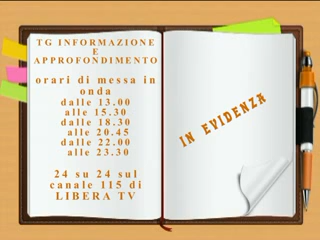 TG INFORMAZIONE
E
APPROFONDIMENTO
orari di messa in
onda
dalle 13.00
alle 15.30
dalle 18.30
alle 20.45
dalle 22.00
alle 23.30
24 su 24 sul
canale 115 di
LIBERA TV
IN EVIDENZA